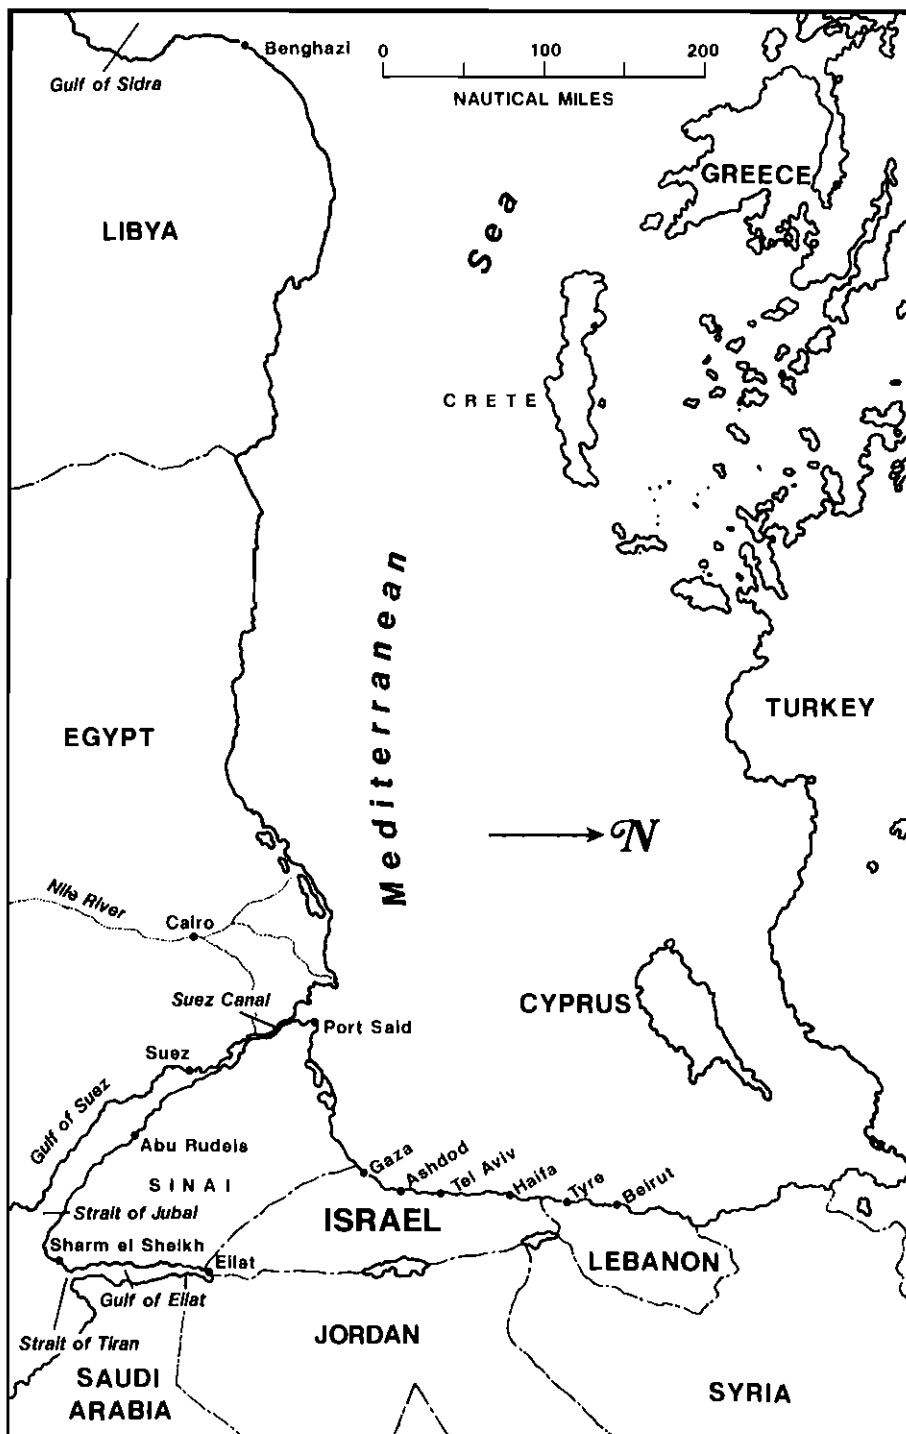 Benghazi
0 100 200
Gulf of Sidra
NAUTICAL MILES
GREECE
LIBYA
Sea
CRETE
Mediterranean
TURKEY
EGYPT
N
Nile River
Cairo
Suez Canal
CYPRUS
Port Said
Suez
Gulf of Suez
Abu Rudeis
Gaza
Ashdod
Tel Aviv
Haifa
Tyre
Beirut
SINAI
Strait of Jubal
ISRAEL
Sharm el Sheikh
Eilat
LEBANON
Gulf of Eilat
Strait of Tiran
JORDAN
SAUDI
ARABIA
SYRIA